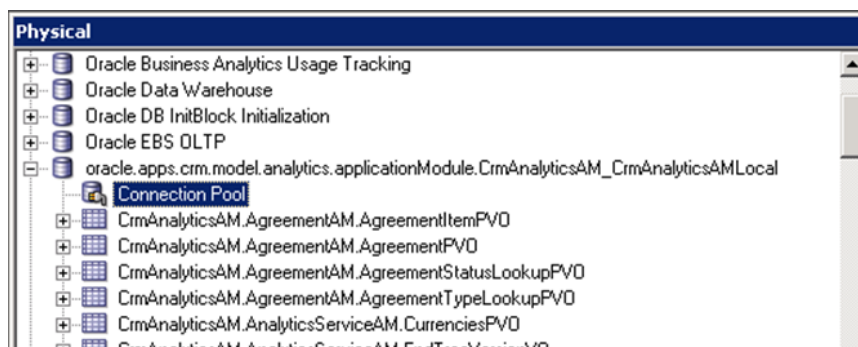 Physical
Oracle Business Analytics Usage Tracking
Oracle Data Warehouse
Oracle DB InitBlock Initialization
Oracle EBS OLTP
oracle.apps.crm.model.analytics.applicationModule.CrmAnalyticsAM_CrmAnalyticsAMLocal
Connection Pool
CrmAnalyticsAM.AgreementAM.AgreementItemPVO
CrmAnalyticsAM.AgreementAM.AgreementPVO
CrmAnalyticsAM.AgreementAM.AgreementStatusLookupPVO
CrmAnalyticsAM.AgreementAM.AgreementTypeLookupPVO
CrmAnalyticsAM.AnalyticsServiceAM.CurrenciesPVO